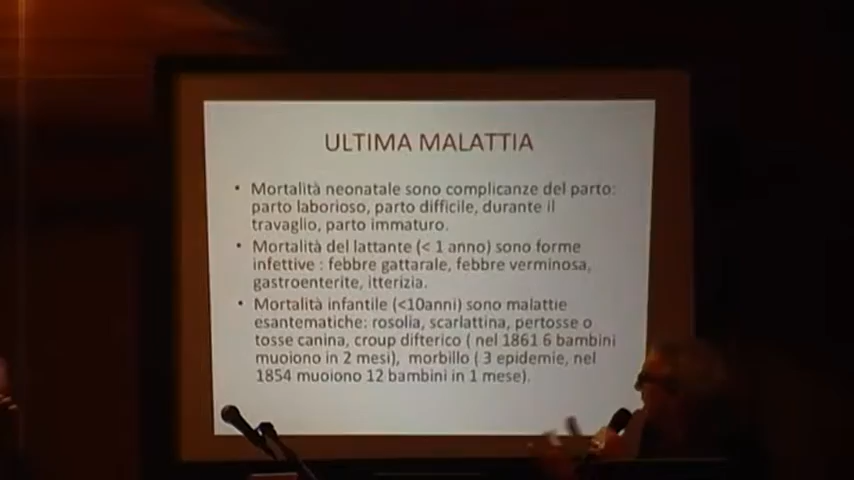 ULTIMA MALATTIA
• Mortalità neonatale sono complicanze del parto:
parto laborioso, parto difficile, durante il
travaglio, parto immaturo.
• Mortalità del lattante (< 1 anno) sono forme
infettive : febbre gattarale, febbre verminosa,
gastroenterite, itterizia.
• Mortalità infantile (<10anni) sono malattie
esantematiche: rosolia, scarlattina, pertosse o
tosse canina, croup difterico ( nel 1861 6 bambini
muoiono in 2 mesi), morbillo ( 3 epidemie, nel
1854 muoiono 12 bambini in 1 mese).